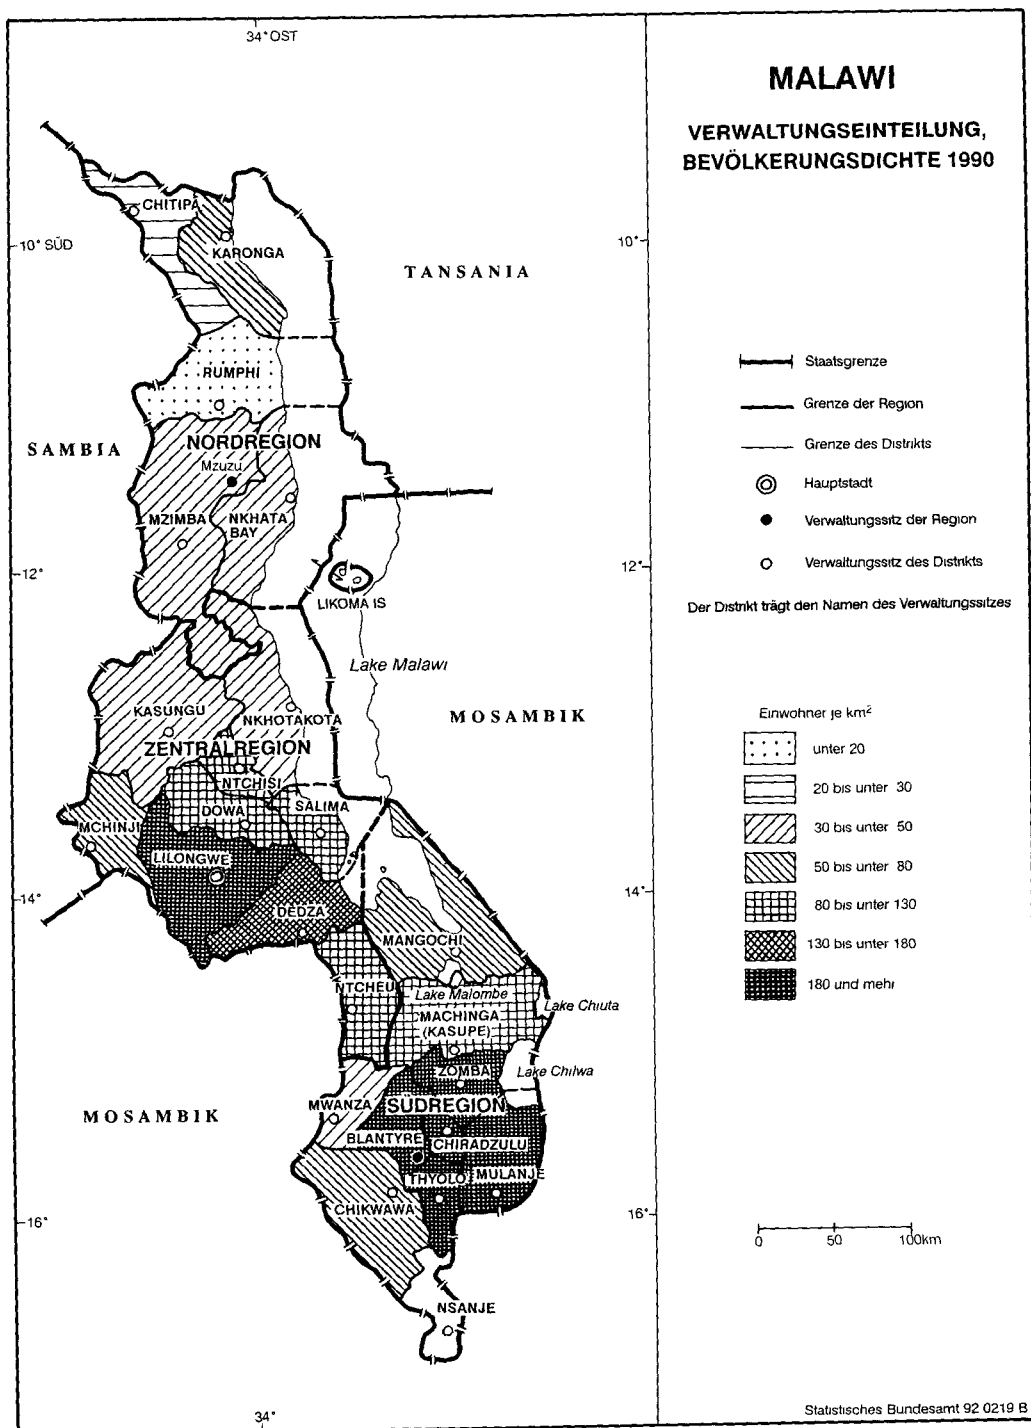 34° OST
MALAWI
VERWALTUNGSEINTEILUNG,
BEVÖLKERUNGSDICHTE 1990
CHITIPA
10° SÜD
KARONGA
10°
TANSANIA
RUMPHI
Staatsgrenze
Grenze der Region
SAMBIA
NORDREGION
Grenze des Distrikts
Mzuzu
Hauptstadt
MZIMBA
NKHATA
BAY
Verwaltungssitz der Region
12°
12°
Verwaltungssitz des Distrikts
LIKOMA IS
Der Distrikt trägt den Namen des Verwaltungssitzes
Lake Malawi
KASUNGU
NKHOTAKOTA
MOSAMBIK
Einwohner je km²
ZENTRALREGION
unter 20
NTCHISI
20 bis unter 30
DOWA
SALIMA
MCHINJI
30 bis unter 50
LILONGWE
50 bis unter 80
14°
14°
DEDZA
80 bis unter 130
MANGOCHI
130 bis unter 180
NTCHEU
Lake Malombe
180 und mehr
MACHINGA
(KASUPE)
Lake Chiuta
ZOMBA
Lake Chilwa
MOSAMBIK
MWANZA
SÜDREGION
BLANTYRE
CHIRADZULU
THYOLO
MULANJE
CHIKWAWA
16°
16°
0 50 100km
NSANJE
34°
Statistisches Bundesamt 92 0219 B